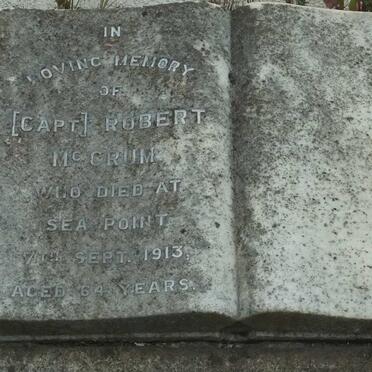 IN
LOVING MEMORY
OF
[CAPT] ROBERT
McCRUM
WHO DIED AT
SEA POINT
7TH SEPT. 1913,
AGED 64 YEARS.